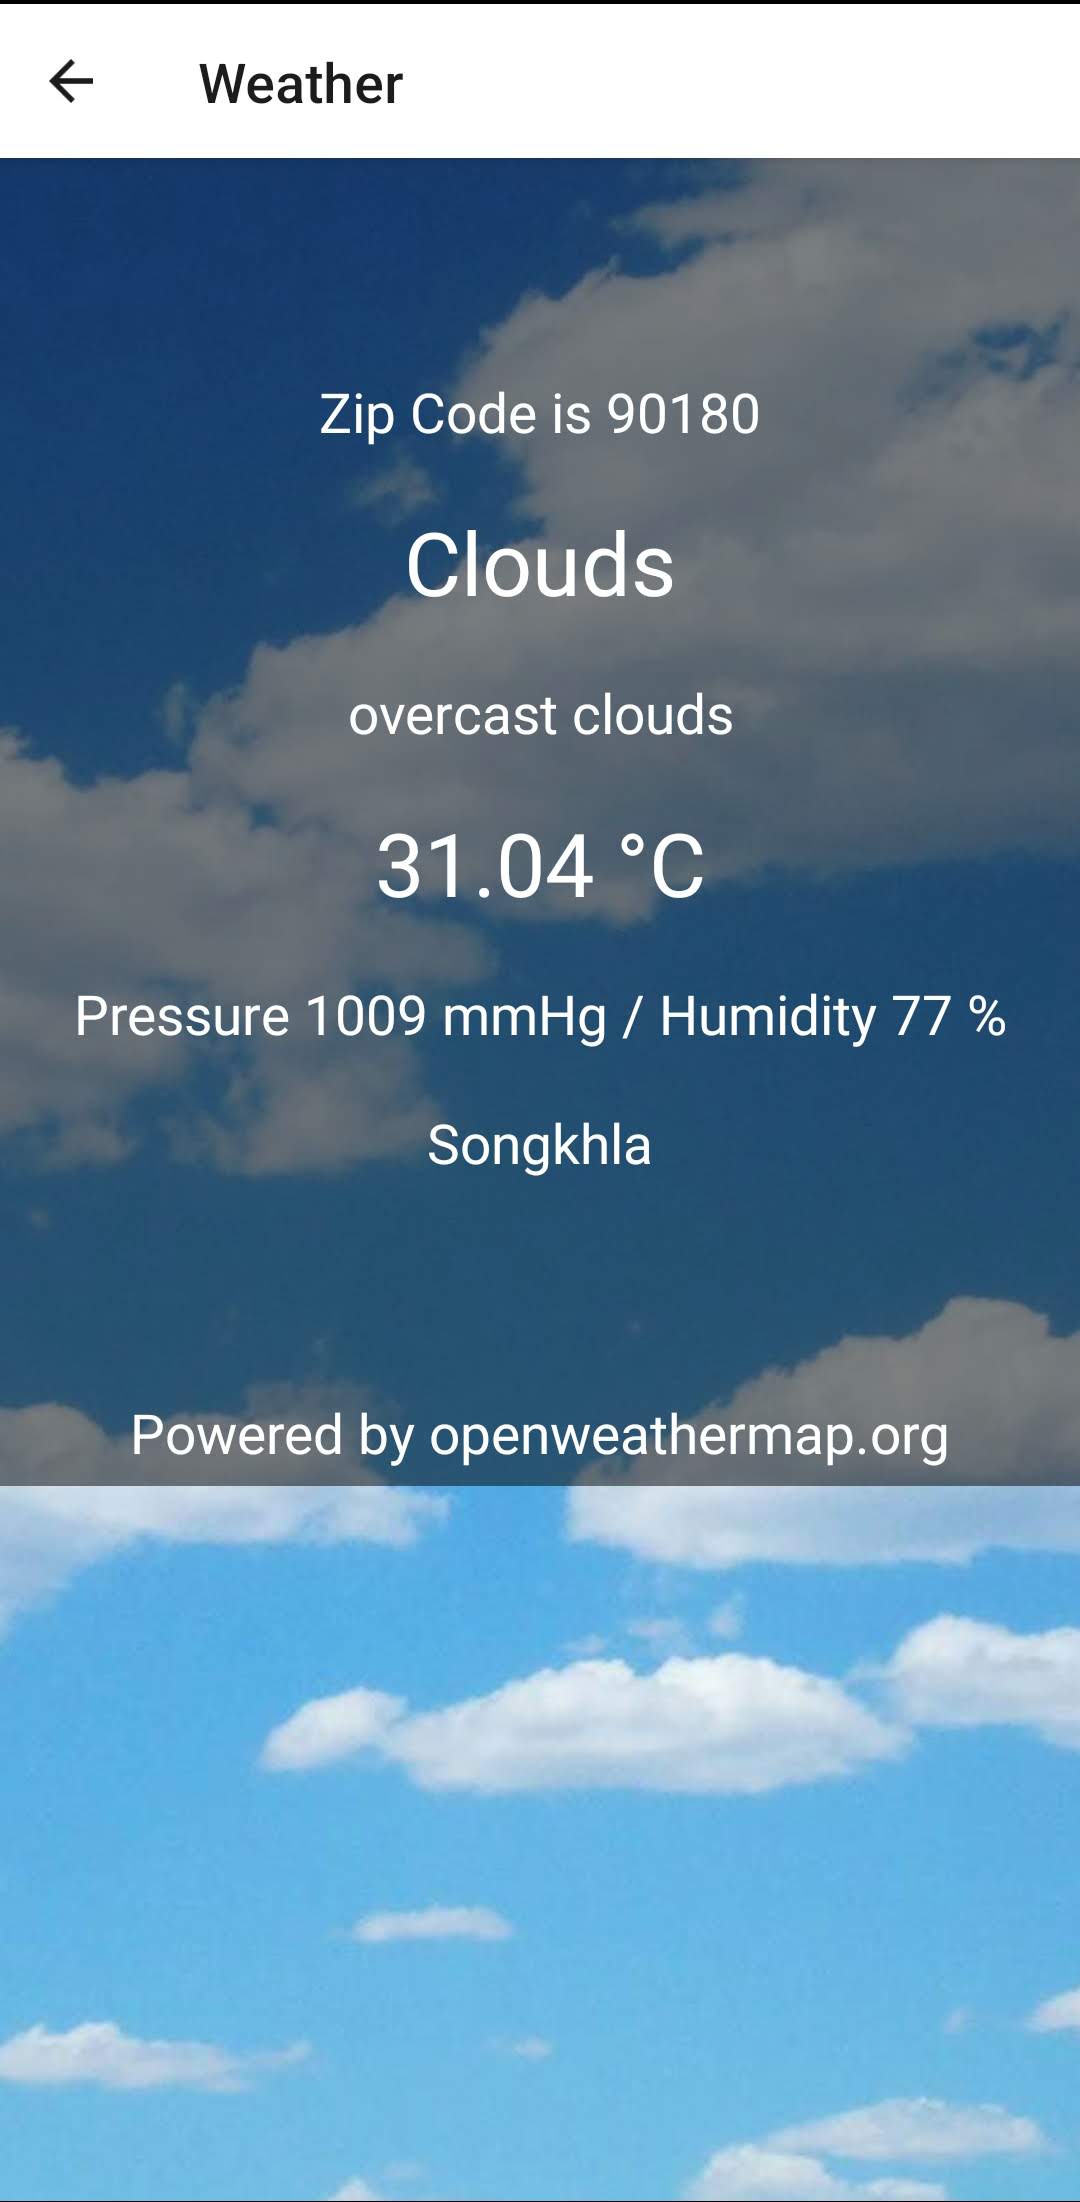 Weather
Zip Code is 90180
Clouds
overcast clouds
31.04 °C
Pressure 1009 mmHg / Humidity 77 %
Songkhla
Powered by openweathermap.org